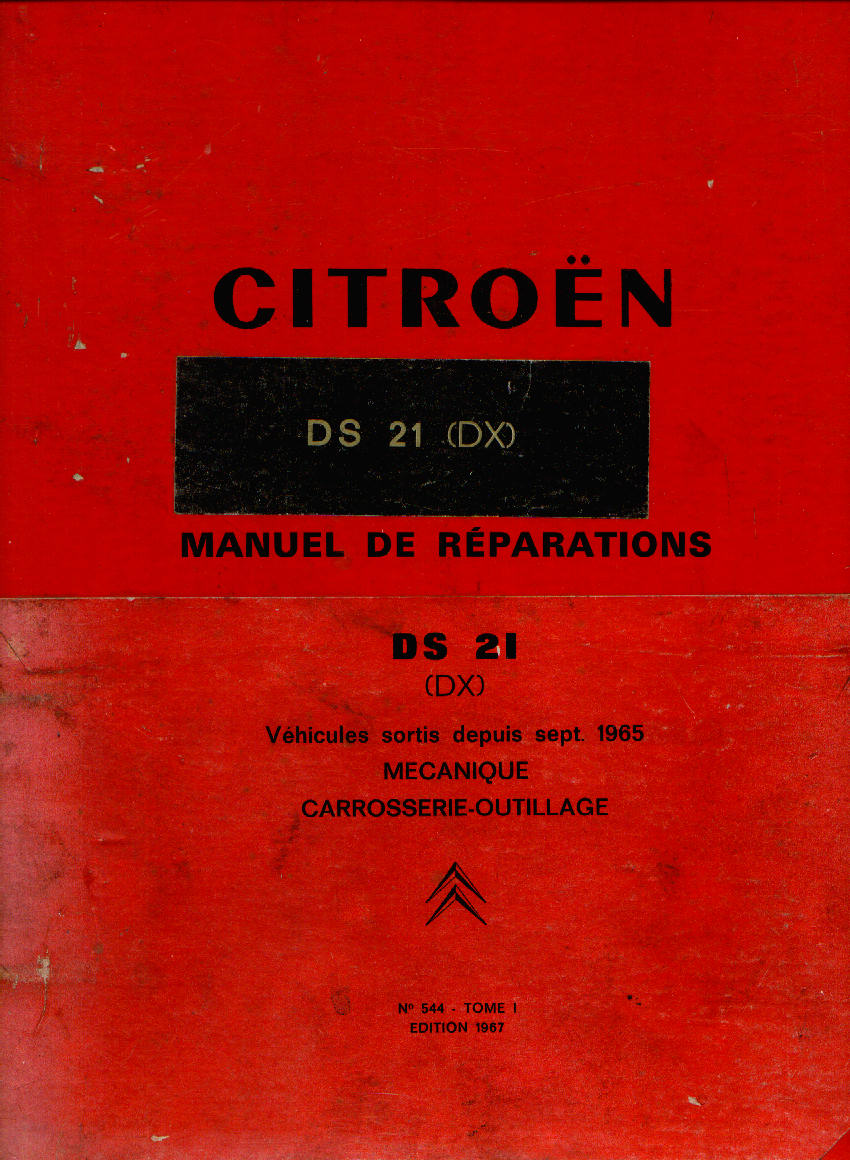 CITROËN
DS 21 (DX)
MANUEL DE RÉPARATIONS
DS 21
(DX)
Véhicules sortis depuis sept. 1965
MECANIQUE
CARROSSERIE-OUTILLAGE
Nº 544 - TOME I
EDITION 1967